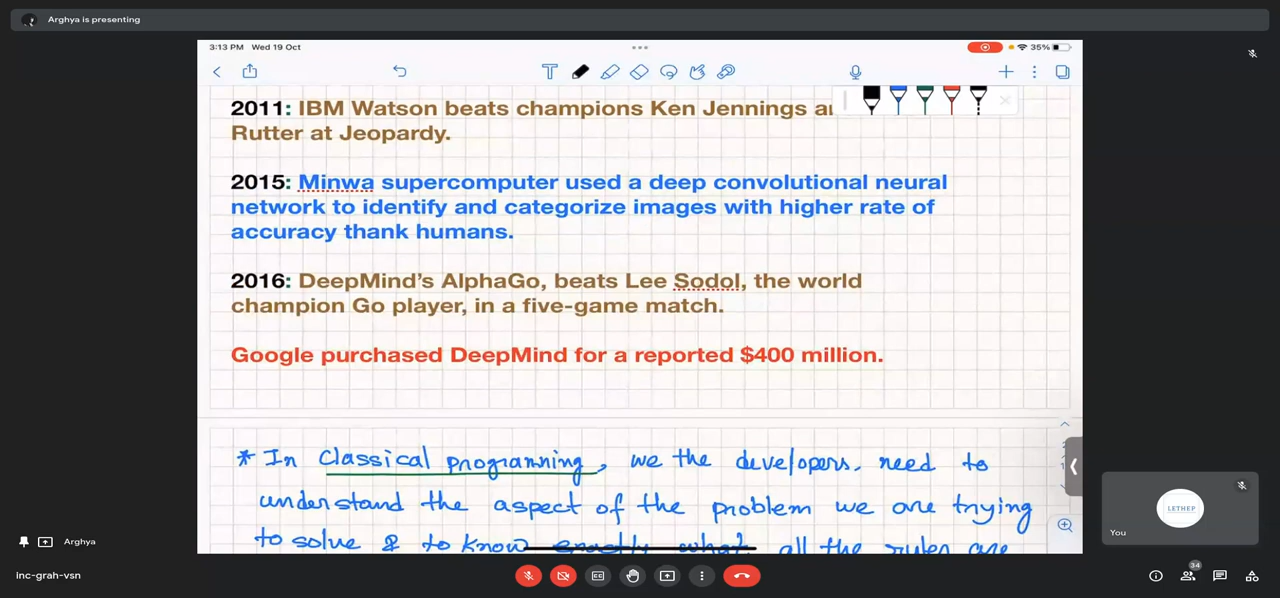 Arghya is presenting
3:13 PM Wed 19 Oct
35%
2011: IBM Watson beats champions Ken Jennings
Rutter at Jeopardy.
2015: Minwa supercomputer used a deep convolutional neural
network to identify and categorize images with higher rate of
accuracy thank humans.
2016: DeepMind's AlphaGo, beats Lee Sodol, the world
champion Go player, in a five-game match.
Google purchased DeepMind for a reported $400 million.
* In classical programming, we the developers, need to
understand the aspect of the problem we are trying
to solve & to know exactly what all the rules are
LETHEP
You
Arghya
inc-grah-vsn
34